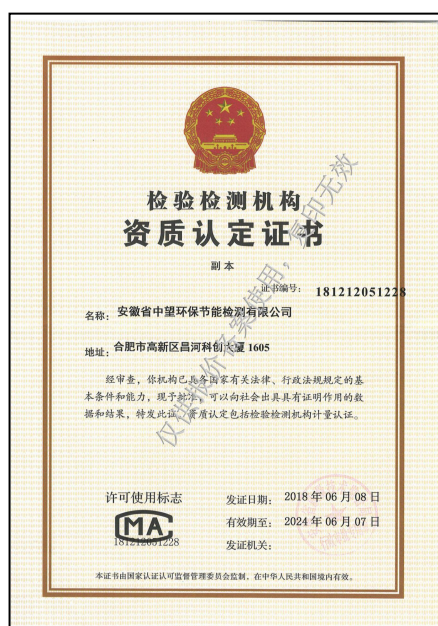 检验检测机构
资质认定证书
副本
证书编号: 181212051228
名称: 安徽省中望环保节能检测有限公司
地址: 合肥市高新区昌河科创大厦 1605
经审查,你机构已具备国家有关法律、行政法规规定的基
本条件和能力,现予批准,可以向社会出具具有证明作用的数
据和结果,特发此证。资质认定包括检验检测机构计量认证。
仅供报价备案使用,复印无效
许可使用标志
MA
181212051228
发证日期: 2018 年 06 月 08 日
有效期至: 2024 年 06 月 07 日
发证机关:
本证书由国家认证认可监督管理委员会监制,在中华人民共和国境内有效。